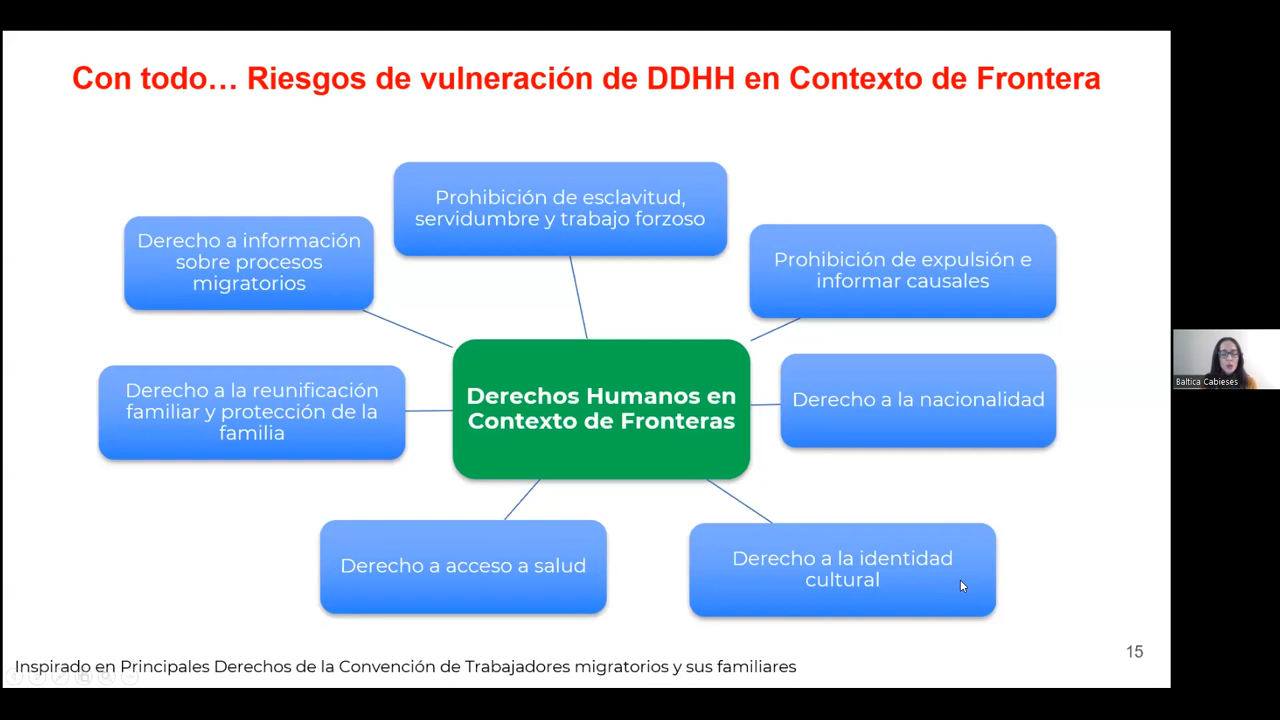 Con todo… Riesgos de vulneración de DDHH en Contexto de Frontera
Prohibición de esclavitud,
servidumbre y trabajo forzoso
Derecho a información
sobre procesos
migratorios
Prohibición de expulsión e
informar causales
Derecho a la reunificación
familiar y protección de la
familia
Derechos Humanos en
Contexto de Fronteras
Derecho a la nacionalidad
Derecho a acceso a salud
Derecho a la identidad
cultural
Inspirado en Principales Derechos de la Convención de Trabajadores migratorios y sus familiares
15
Baltica Cabieses